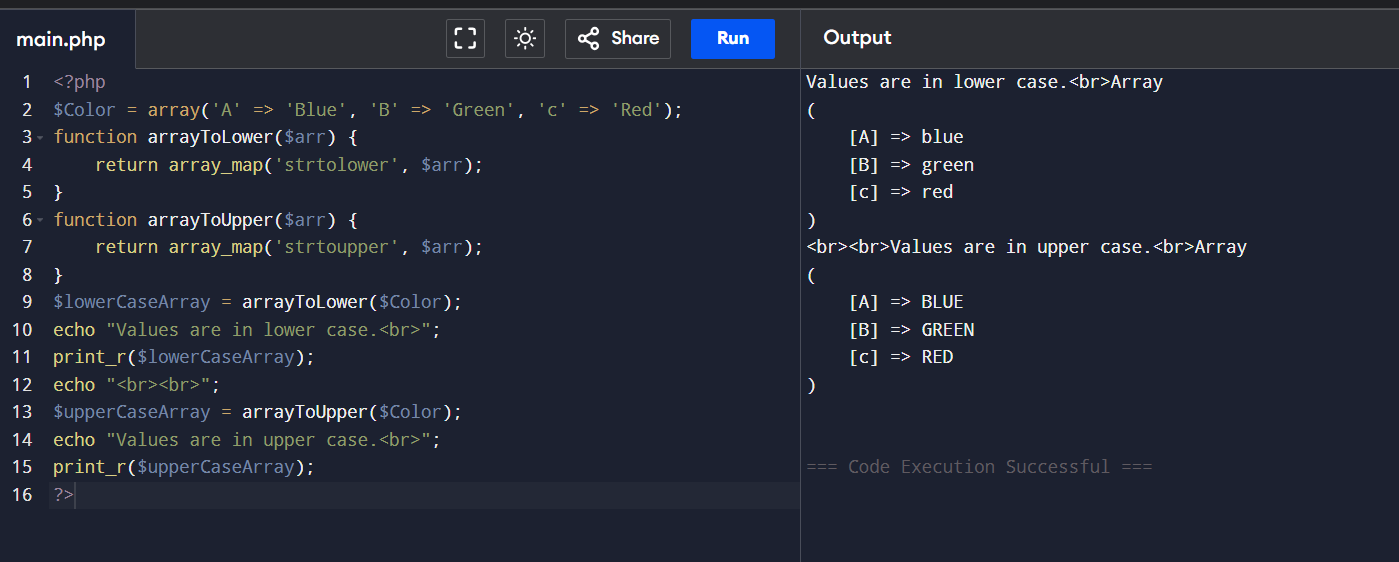 main.php
Share
Run
Output
1 <?php
2 $Color = array('A' => 'Blue', 'B' => 'Green', 'c' => 'Red');
3 function arrayToLower($arr) {
4     return array_map('strtolower', $arr);
5 }
6 function arrayToUpper($arr) {
7     return array_map('strtoupper', $arr);
8 }
9 $lowerCaseArray = arrayToLower($Color);
10 echo "Values are in lower case.<br>";
11 print_r($lowerCaseArray);
12 echo "<br><br>";
13 $upperCaseArray = arrayToUpper($Color);
14 echo "Values are in upper case.<br>";
15 print_r($upperCaseArray);
16 ?>
Values are in lower case.<br>Array
(
    [A] => blue
    [B] => green
    [c] => red
)
<br><br>Values are in upper case.<br>Array
(
    [A] => BLUE
    [B] => GREEN
    [c] => RED
)
=== Code Execution Successful ===